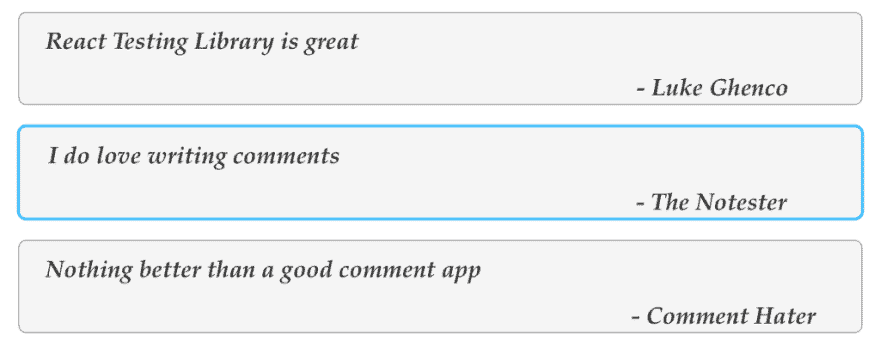 React Testing Library is great
- Luke Ghenco
I do love writing comments
- The Notester
Nothing better than a good comment app
- Comment Hater